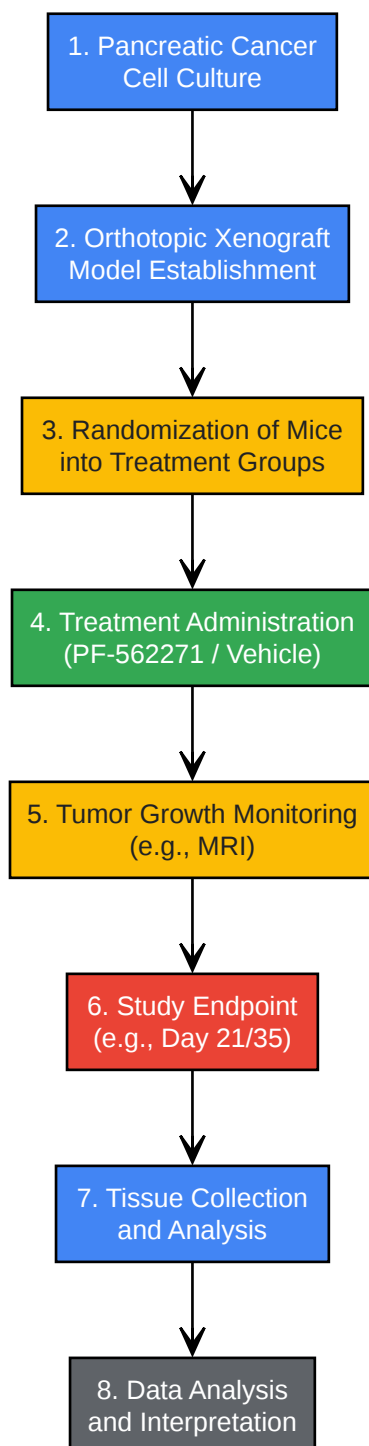 1. Pancreatic Cancer
Cell Culture
2. Orthotopic Xenograft
Model Establishment
3. Randomization of Mice
into Treatment Groups
4. Treatment Administration
(PF-562271 / Vehicle)
5. Tumor Growth Monitoring
(e.g., MRI)
6. Study Endpoint
(e.g., Day 21/35)
7. Tissue Collection
and Analysis
8. Data Analysis
and Interpretation